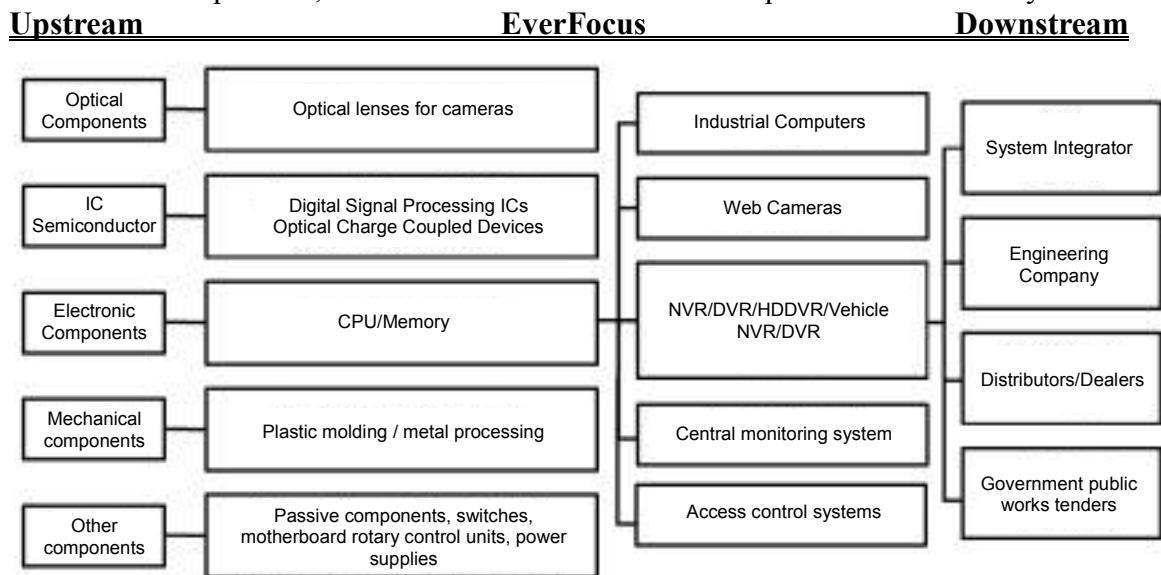 Upstream EverFocus Downstream
Optical
Components
Optical lenses for cameras
IC
Semiconductor
Digital Signal Processing ICs
Optical Charge Coupled Devices
Electronic
Components
CPU/Memory
Mechanical
components
Plastic molding / metal processing
Other
components
Passive components, switches,
motherboard rotary control units, power
supplies
Industrial Computers
Web Cameras
NVR/DVR/HDDVR/Vehicle
NVR/DVR
Central monitoring system
Access control systems
System Integrator
Engineering
Company
Distributors/Dealers
Government public
works tenders